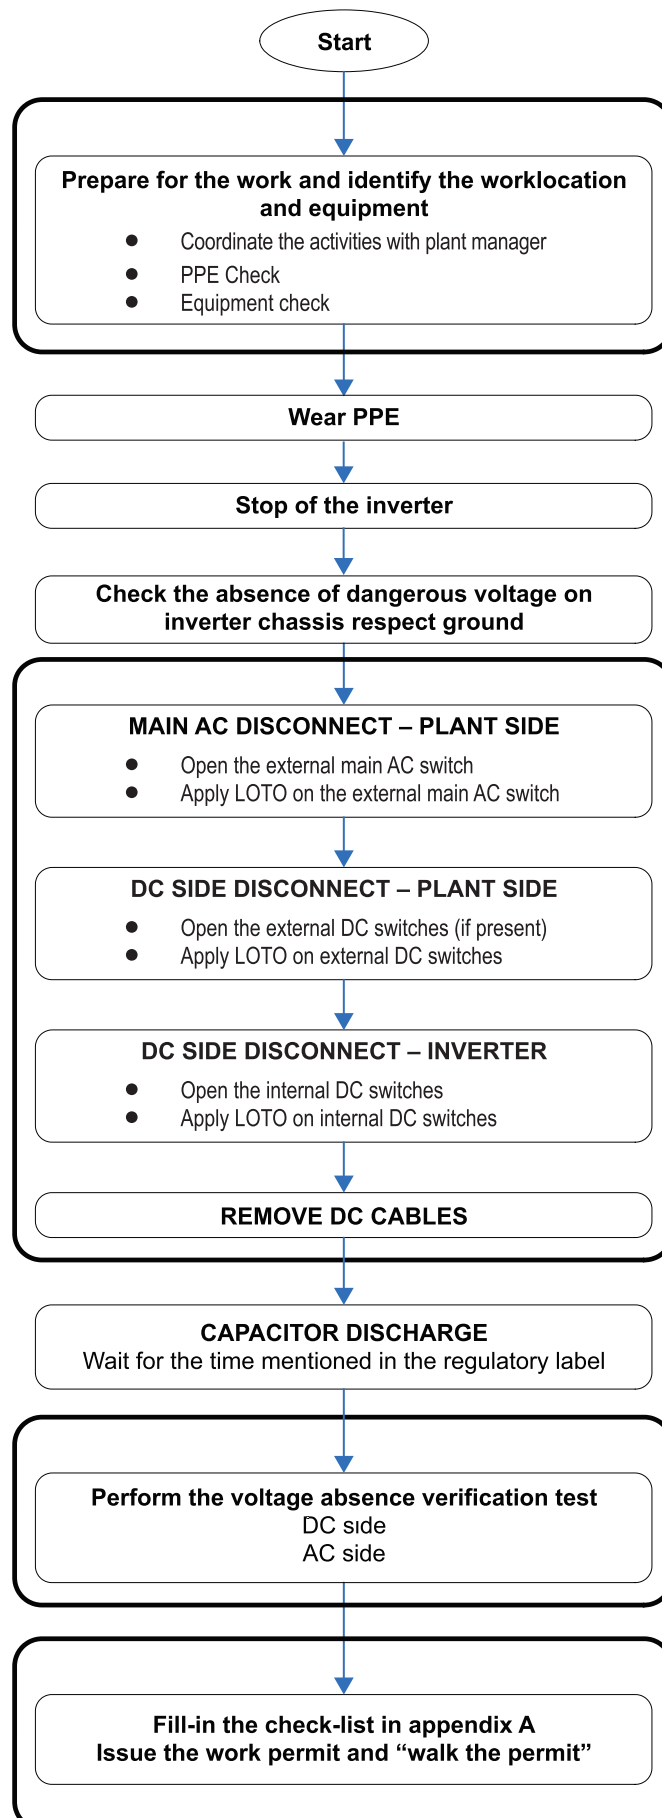 Start
Prepare for the work and identify the worklocation
and equipment
● Coordinate the activities with plant manager
● PPE Check
● Equipment check
Wear PPE
Stop of the inverter
Check the absence of dangerous voltage on
inverter chassis respect ground
MAIN AC DISCONNECT – PLANT SIDE
● Open the external main AC switch
● Apply LOTO on the external main AC switch
DC SIDE DISCONNECT – PLANT SIDE
● Open the external DC switches (if present)
● Apply LOTO on external DC switches
DC SIDE DISCONNECT – INVERTER
● Open the internal DC switches
● Apply LOTO on internal DC switches
REMOVE DC CABLES
CAPACITOR DISCHARGE
Wait for the time mentioned in the regulatory label
Perform the voltage absence verification test
DC side
AC side
Fill-in the check-list in appendix A
Issue the work permit and “walk the permit”